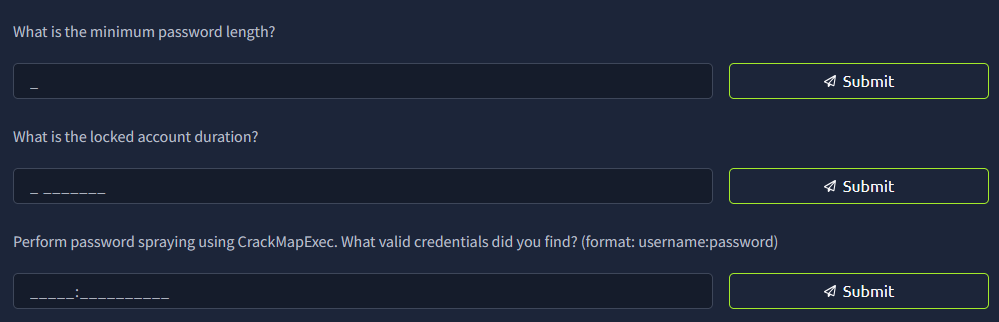 What is the minimum password length?
_
Submit
What is the locked account duration?
_ _______
Submit
Perform password spraying using CrackMapExec. What valid credentials did you find? (format: username:password)
_____:__________
Submit